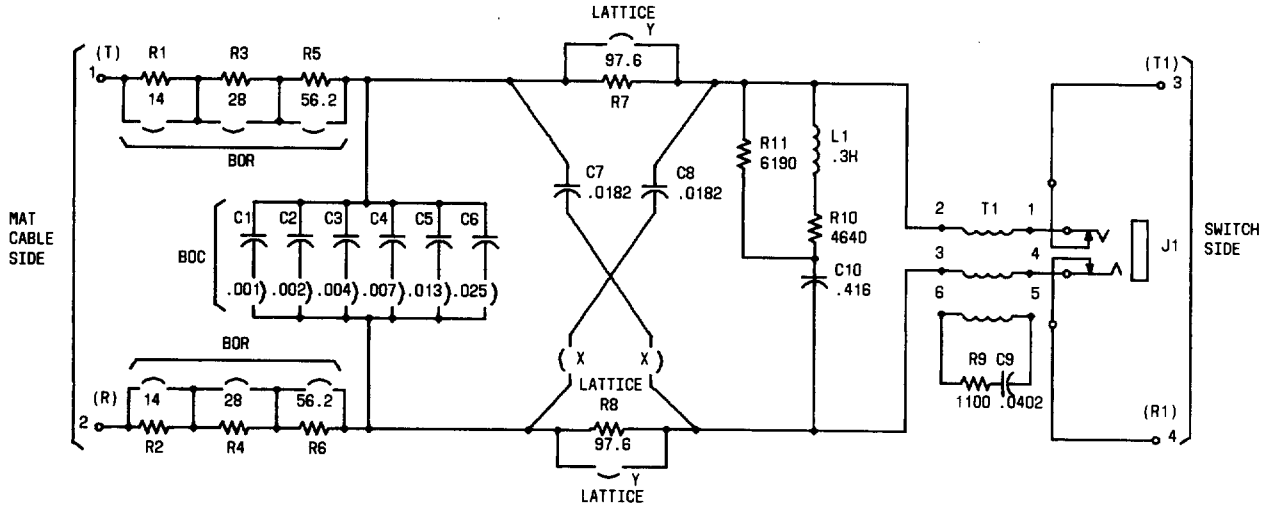 LATTICE
Y
97.6
R7
(T)
1
R1 R3 R5
14 28 56.2
BOR
(T1)
3
R11
6190
L1
.3H
C7
.0182
C8
.0182
MAT
CABLE
SIDE
BOC
C1 C2 C3 C4 C5 C6
.001) .002) .004) .007) .013) .025)
R10
4640
C10
.416
2 T1 1
3 4
6 5
J1
SWITCH
SIDE
R9 C9
1100 .0402
BOR
( X X )
LATTICE
(R)
2
14 28 56.2
R2 R4 R6
R8
97.6
Y
LATTICE
(R1)
4